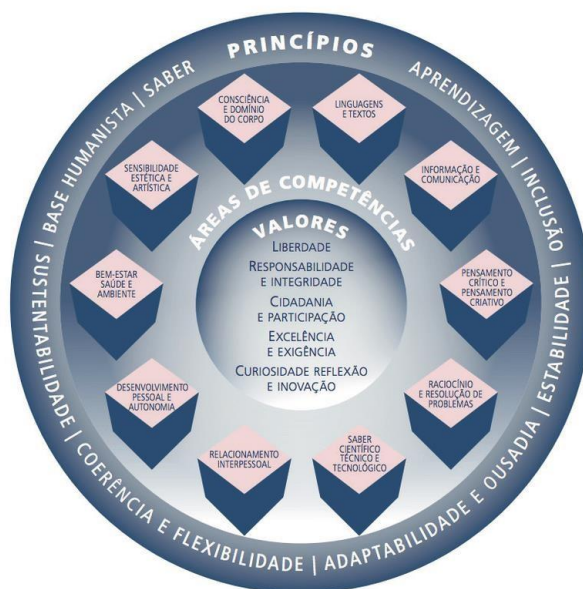 PRINCÍPIOS
BASE HUMANISTA | SABER
APRENDIZAGEM | INCLUSÃO |
ESTABILIDADE |
ADAPTABILIDADE E OUSADIA |
COERÊNCIA E FLEXIBILIDADE |
SUSTENTABILIDADE |
ÁREAS DE COMPETÊNCIAS
CONSCIÊNCIA
E DOMÍNIO
DO CORPO
LINGUAGENS
E TEXTOS
INFORMAÇÃO E
COMUNICAÇÃO
PENSAMENTO
CRÍTICO E
PENSAMENTO
CRIATIVO
RACIOCÍNIO
E RESOLUÇÃO DE
PROBLEMAS
SABER
CIENTÍFICO
TÉCNICO E
TECNOLÓGICO
RELACIONAMENTO
INTERPESSOAL
DESENVOLVIMENTO
PESSOAL E
AUTONOMIA
BEM-ESTAR
SAÚDE E
AMBIENTE
SENSIBILIDADE
ESTÉTICA E
ARTÍSTICA
VALORES
LIBERDADE
RESPONSABILIDADE
E INTEGRIDADE
CIDADANIA
E PARTICIPAÇÃO
EXCELÊNCIA
E EXIGÊNCIA
CURIOSIDADE REFLEXÃO
E INOVAÇÃO